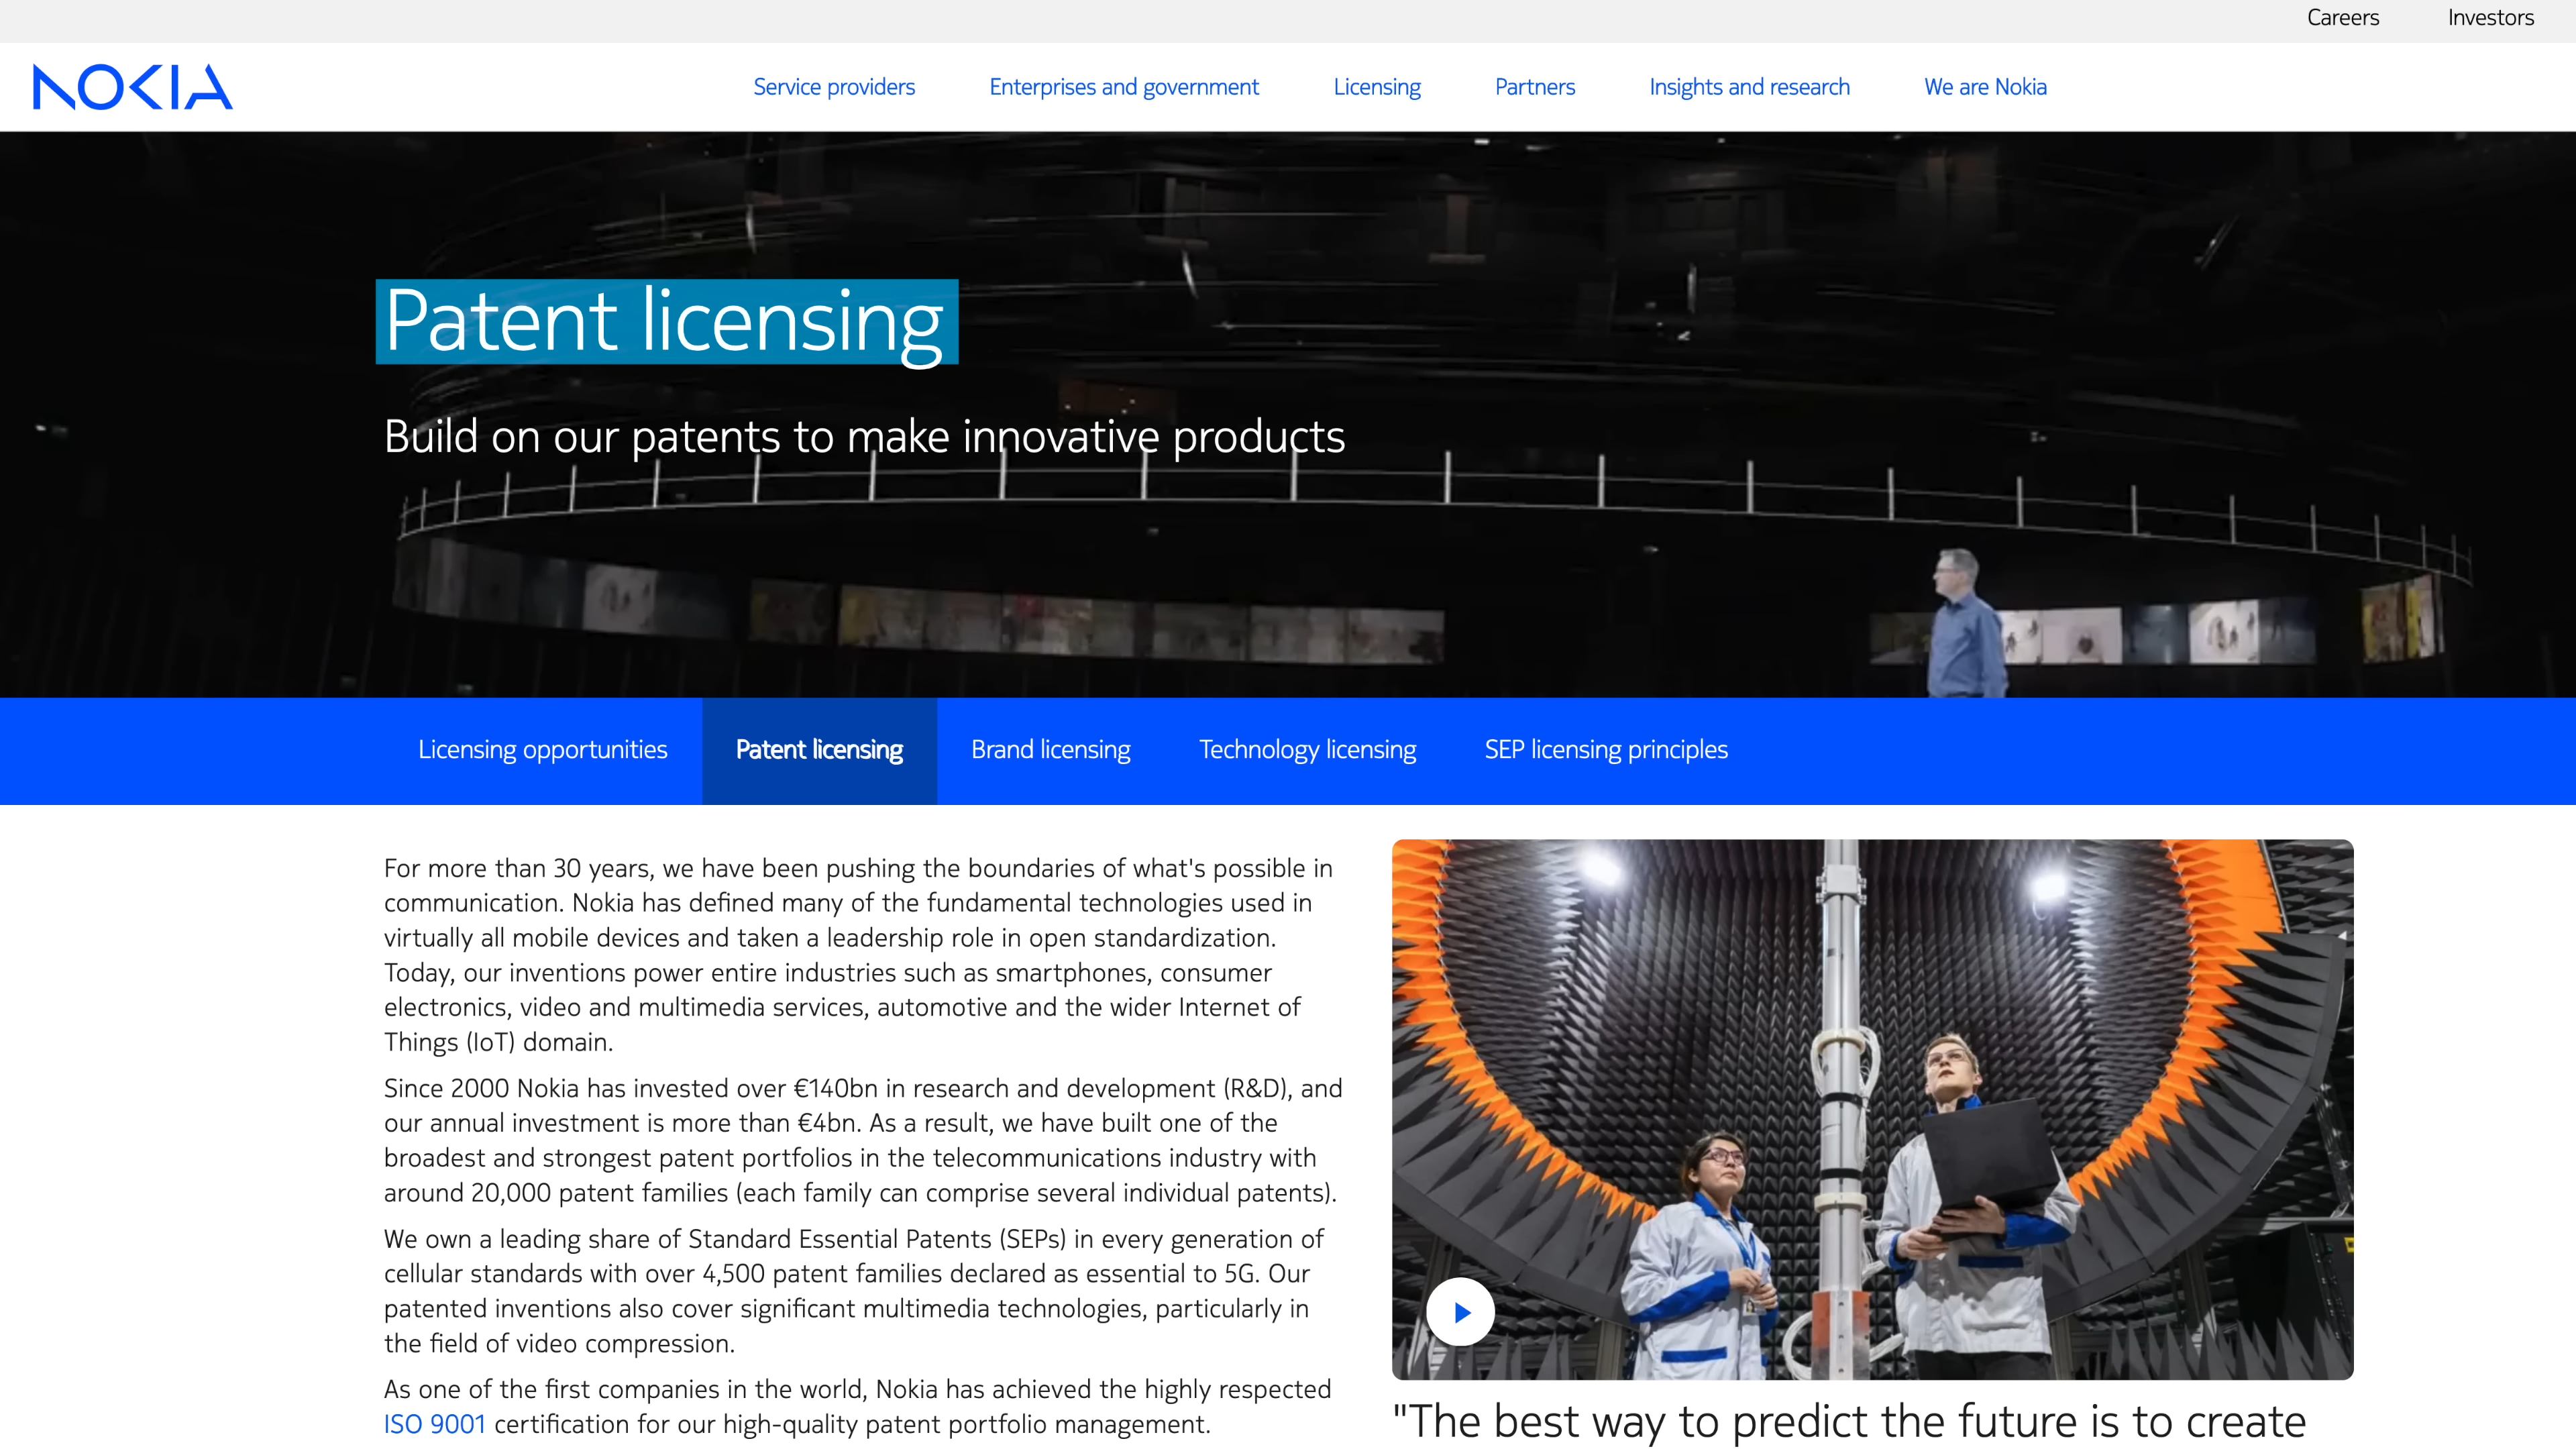 Careers Investors
NOKIA
Service providers Enterprises and government Licensing Partners Insights and research We are Nokia
Patent licensing
Build on our patents to make innovative products
Licensing opportunities Patent licensing Brand licensing Technology licensing SEP licensing principles
For more than 30 years, we have been pushing the boundaries of what's possible in
communication. Nokia has defined many of the fundamental technologies used in
virtually all mobile devices and taken a leadership role in open standardization.
Today, our inventions power entire industries such as smartphones, consumer
electronics, video and multimedia services, automotive and the wider Internet of
Things (IoT) domain.
Since 2000 Nokia has invested over €140bn in research and development (R&D), and
our annual investment is more than €4bn. As a result, we have built one of the
broadest and strongest patent portfolios in the telecommunications industry with
around 20,000 patent families (each family can comprise several individual patents).
We own a leading share of Standard Essential Patents (SEPs) in every generation of
cellular standards with over 4,500 patent families declared as essential to 5G. Our
patented inventions also cover significant multimedia technologies, particularly in
the field of video compression.
As one of the first companies in the world, Nokia has achieved the highly respected
ISO 9001 certification for our high-quality patent portfolio management.
"The best way to predict the future is to create